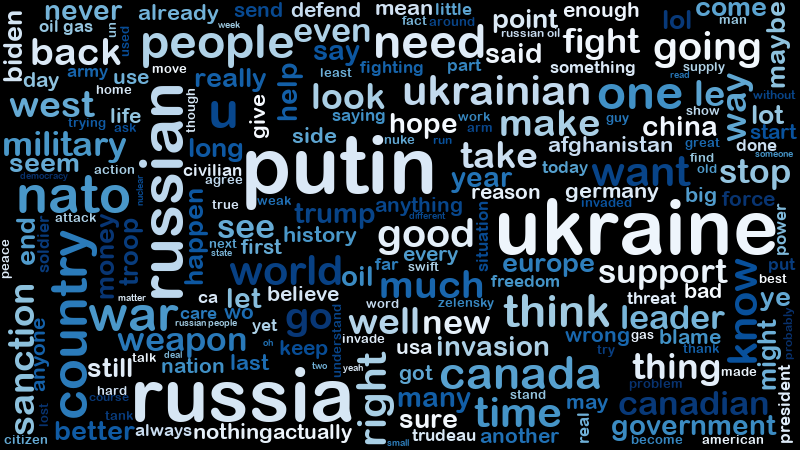 never already send defend mean little enough come maybe
biden oil gas un used week fact around point russian oil lol man
back people even need said fight going
day army use move really say fighting part something supply read
home least look ukrainian one le way without
west life though u help saying work arm guy show lot
trying ask give hope make china start
military side nuke run afghanistan great done someone
seem action long civilian putin take find old stop
democracy agree today want
nato nuclear russian true weak year reason germany big force
attack trump anything different invaded
peace end soldier happen see history good situation ukraine power
country money troop next first state every europe put
world oil far swift freedom support best
matter ca let believe much threat bad know ye
sanction war care wo go word zelensky think leader probably
russian people yet understand invade well new wrong gas blame might
anyone weapon oh keep usa invasion try thank
still talk deal nation last two yeah right got canada thing made
hard problem president
lost course russia many stand may canadian
tank sure time real government
citizen better always nothing actually small trudeau another become american